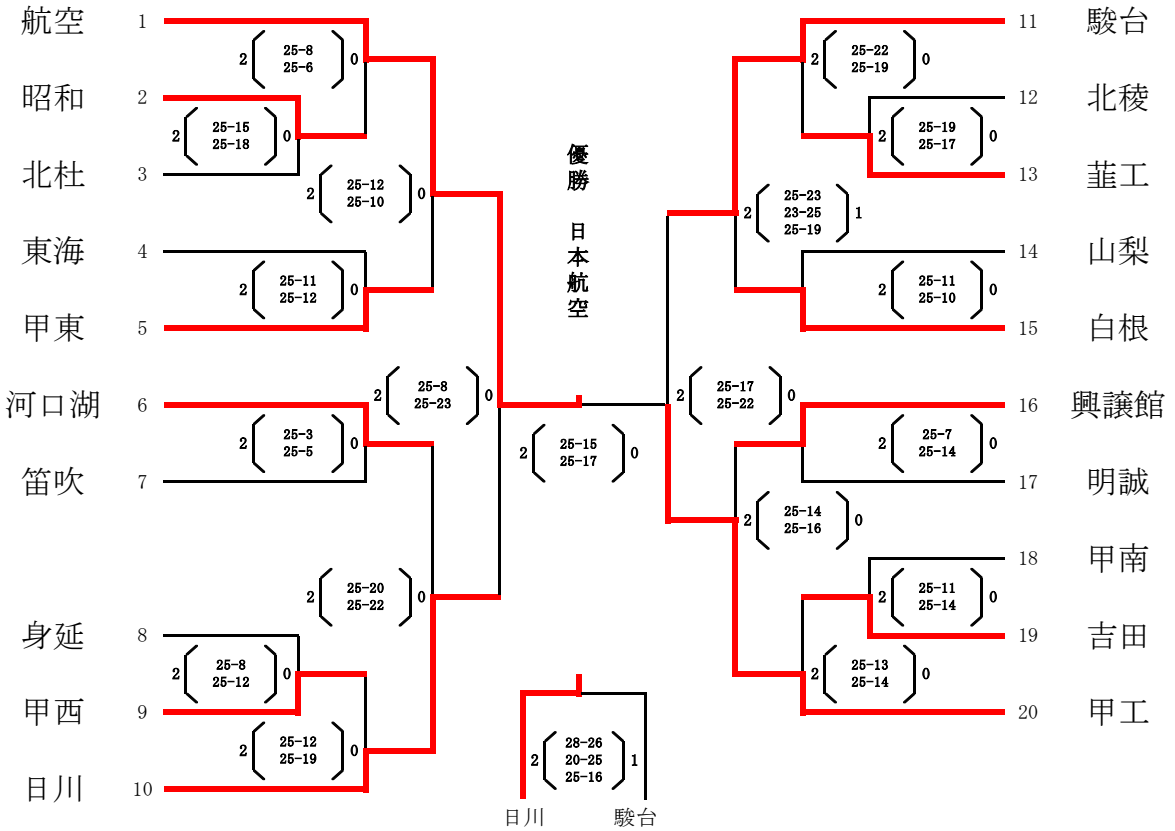 航空 1
昭和 2
北杜 3
東海 4
甲東 5
河口湖 6
笛吹 7
身延 8
甲西 9
日川 10
2 25-8 0
25-6
2 25-15 0
25-18
2 25-12 0
25-10
2 25-11 0
25-12
2 25-8 0
25-23
2 25-3 0
25-5
2 25-20 0
25-22
2 25-8 0
25-12
2 25-12 0
25-19
優勝 日本航空
2 25-15 0
25-17
28-26
2 20-25 1
25-16
日川 駿台
2 25-22 0
25-19
2 25-19 0
25-17
25-23
2 23-25 1
25-19
2 25-11 0
25-10
2 25-17 0
25-22
2 25-7 0
25-14
2 25-14 0
25-16
2 25-11 0
25-14
2 25-13 0
25-14
11 駿台
12 北稜
13 韮工
14 山梨
15 白根
16 興譲館
17 明誠
18 甲南
19 吉田
20 甲工